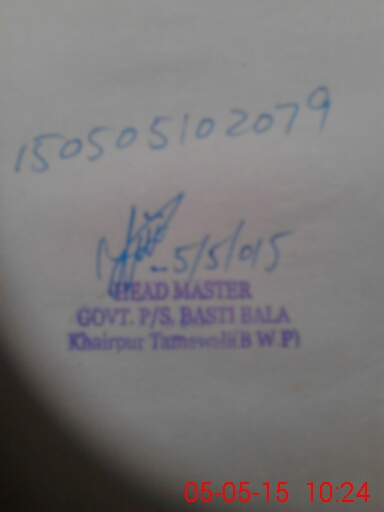 150505102079
5/5/015
HEAD MASTER
GOVT. P/S. BASTI BALA
Khairpur Tamewali(B W.P)
05-05-15 10:24